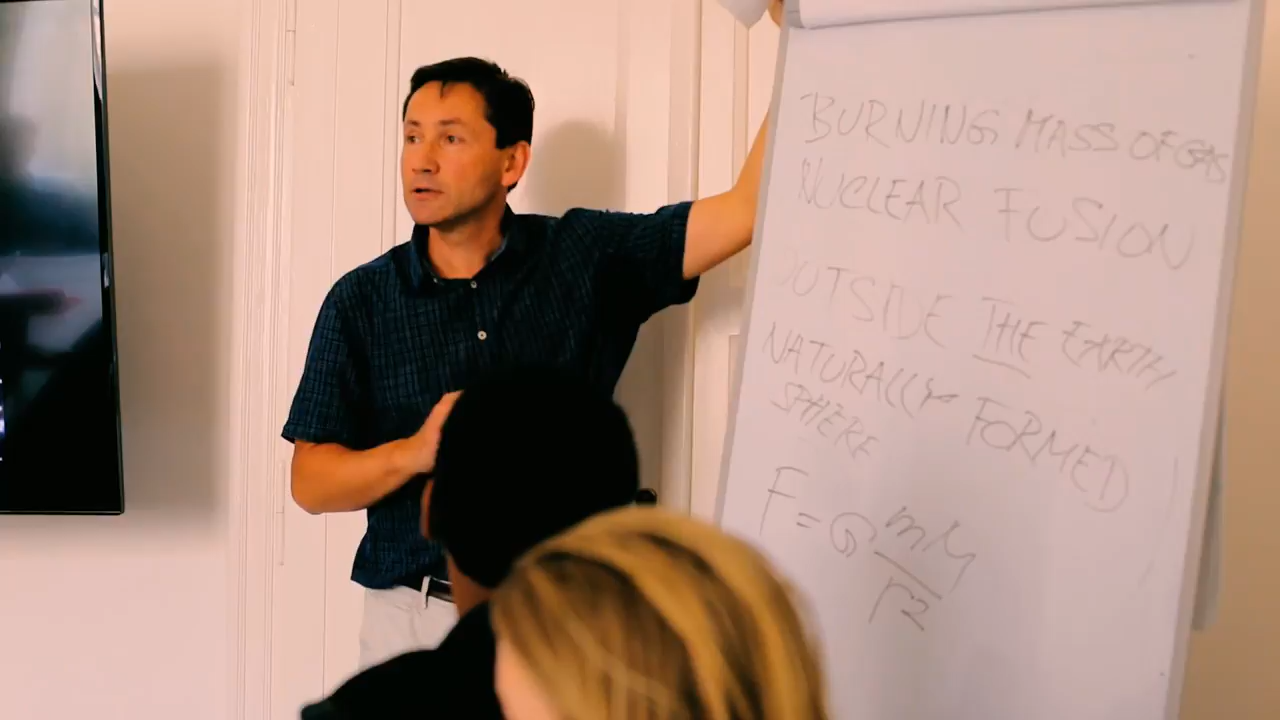 BURNING MASS OF GAS
NUCLEAR FUSION
OUTSIDE THE EARTH
NATURALLY FORMED
SPHERE
F = G mM
r2